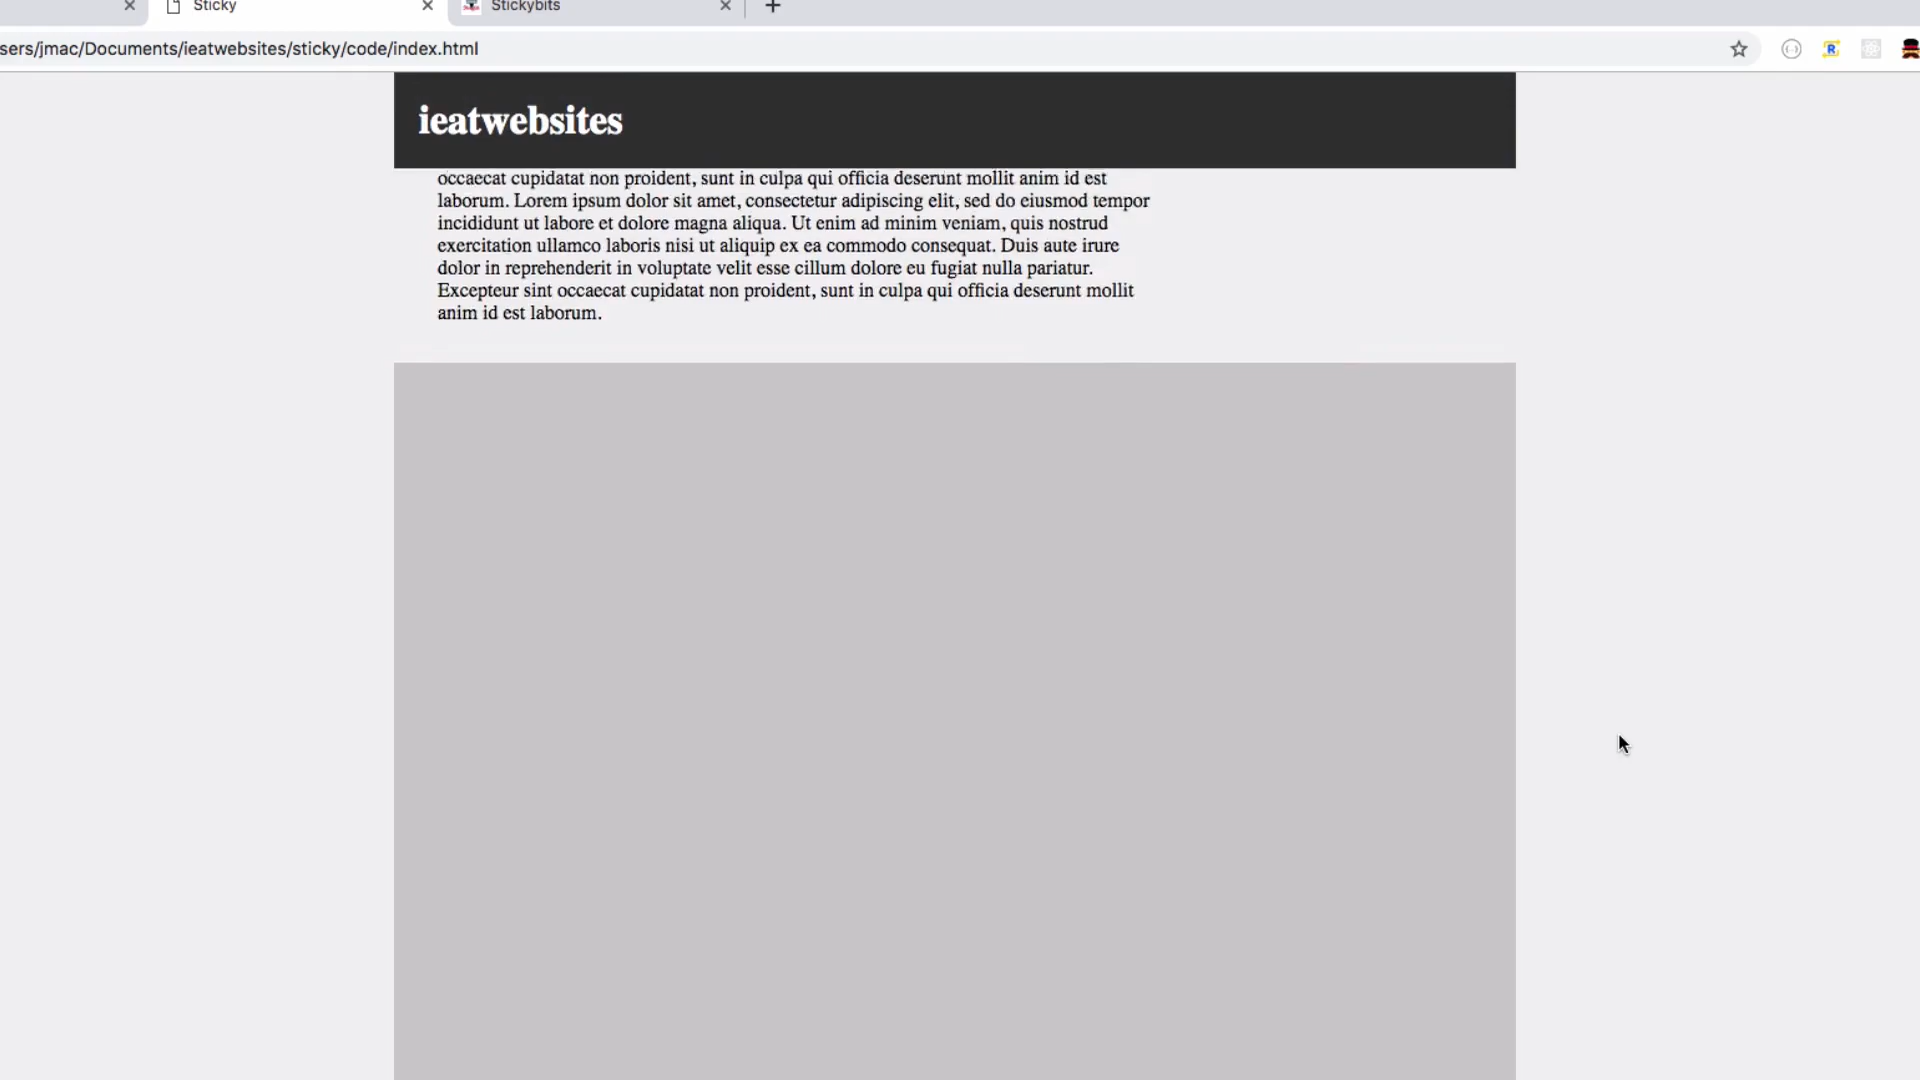 Sticky
Stickybits
sers/jmac/Documents/ieatwebsites/sticky/code/index.html
R
ieatwebsites
occaecat cupidatat non proident, sunt in culpa qui officia deserunt mollit anim id est
laborum. Lorem ipsum dolor sit amet, consectetur adipiscing elit, sed do eiusmod tempor
incididunt ut labore et dolore magna aliqua. Ut enim ad minim veniam, quis nostrud
exercitation ullamco laboris nisi ut aliquip ex ea commodo consequat. Duis aute irure
dolor in reprehenderit in voluptate velit esse cillum dolore eu fugiat nulla pariatur.
Excepteur sint occaecat cupidatat non proident, sunt in culpa qui officia deserunt mollit
anim id est laborum.